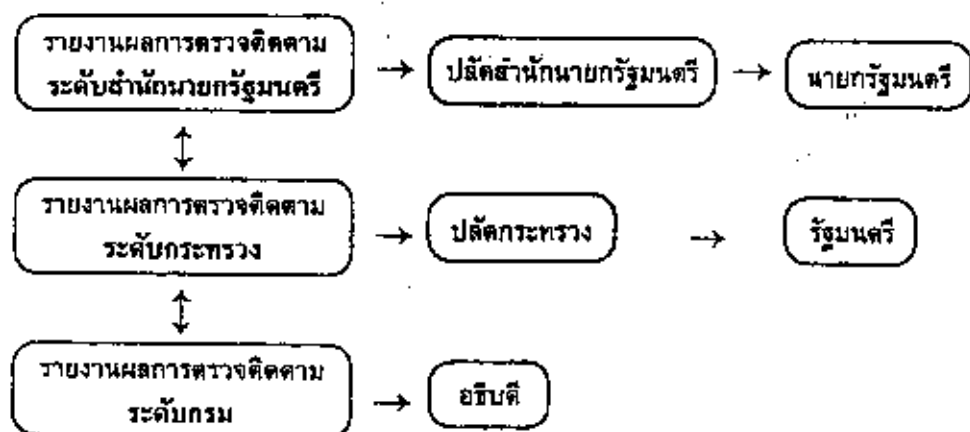 รายงานผลการตรวจติดตาม
ระดับสำนักนายกรัฐมนตรี
ปลัดสำนักนายกรัฐมนตรี
นายกรัฐมนตรี
รายงานผลการตรวจติดตาม
ระดับกระทรวง
ปลัดกระทรวง
รัฐมนตรี
รายงานผลการตรวจติดตาม
ระดับกรม
อธิบดี